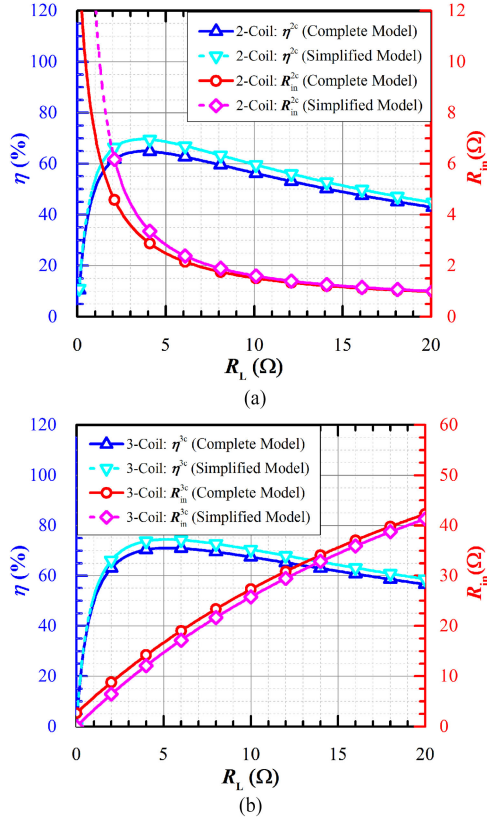 120
100
80
60
40
20
0
η (%)
2-Coil: η²ᶜ (Complete Model)
2-Coil: η²ᶜ (Simplified Model)
2-Coil: R²ᶜin (Complete Model)
2-Coil: R²ᶜin (Simplified Model)
12
10
8
6
4
2
0
Rin (Ω)
0 5 10 15 20
RL (Ω)
(a)
120
100
80
60
40
20
0
η (%)
3-Coil: η³ᶜ (Complete Model)
3-Coil: η³ᶜ (Simplified Model)
3-Coil: R³ᶜin (Complete Model)
3-Coil: R³ᶜin (Simplified Model)
60
50
40
30
20
10
0
Rin (Ω)
0 5 10 15 20
RL (Ω)
(b)